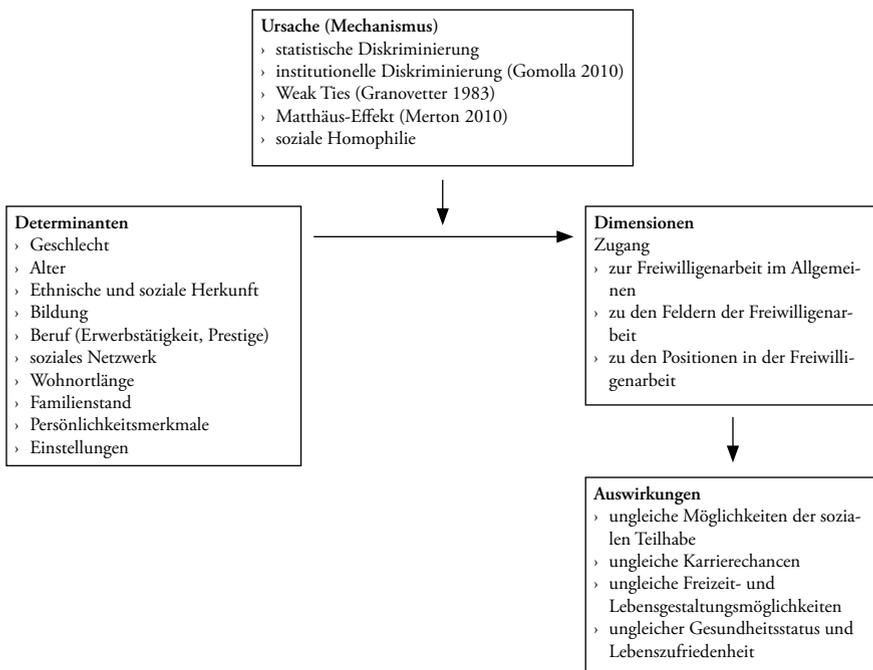 Ursache (Mechanismus)
› statistische Diskriminierung
› institutionelle Diskriminierung (Gomolla 2010)
› Weak Ties (Granovetter 1983)
› Matthäus-Effekt (Merton 2010)
› soziale Homophilie
Determinanten
› Geschlecht
› Alter
› Ethnische und soziale Herkunft
› Bildung
› Beruf (Erwerbstätigkeit, Prestige)
› soziales Netzwerk
› Wohnortlänge
› Familienstand
› Persönlichkeitsmerkmale
› Einstellungen
Dimensionen
Zugang
› zur Freiwilligenarbeit im Allgemei-
nen
› zu den Feldern der Freiwilligenar-
beit
› zu den Positionen in der Freiwilli-
genarbeit
Auswirkungen
› ungleiche Möglichkeiten der sozia-
len Teilhabe
› ungleiche Karrierechancen
› ungleiche Freizeit- und
Lebensgestaltungsmöglichkeiten
› ungleicher Gesundheitsstatus und
Lebenszufriedenheit